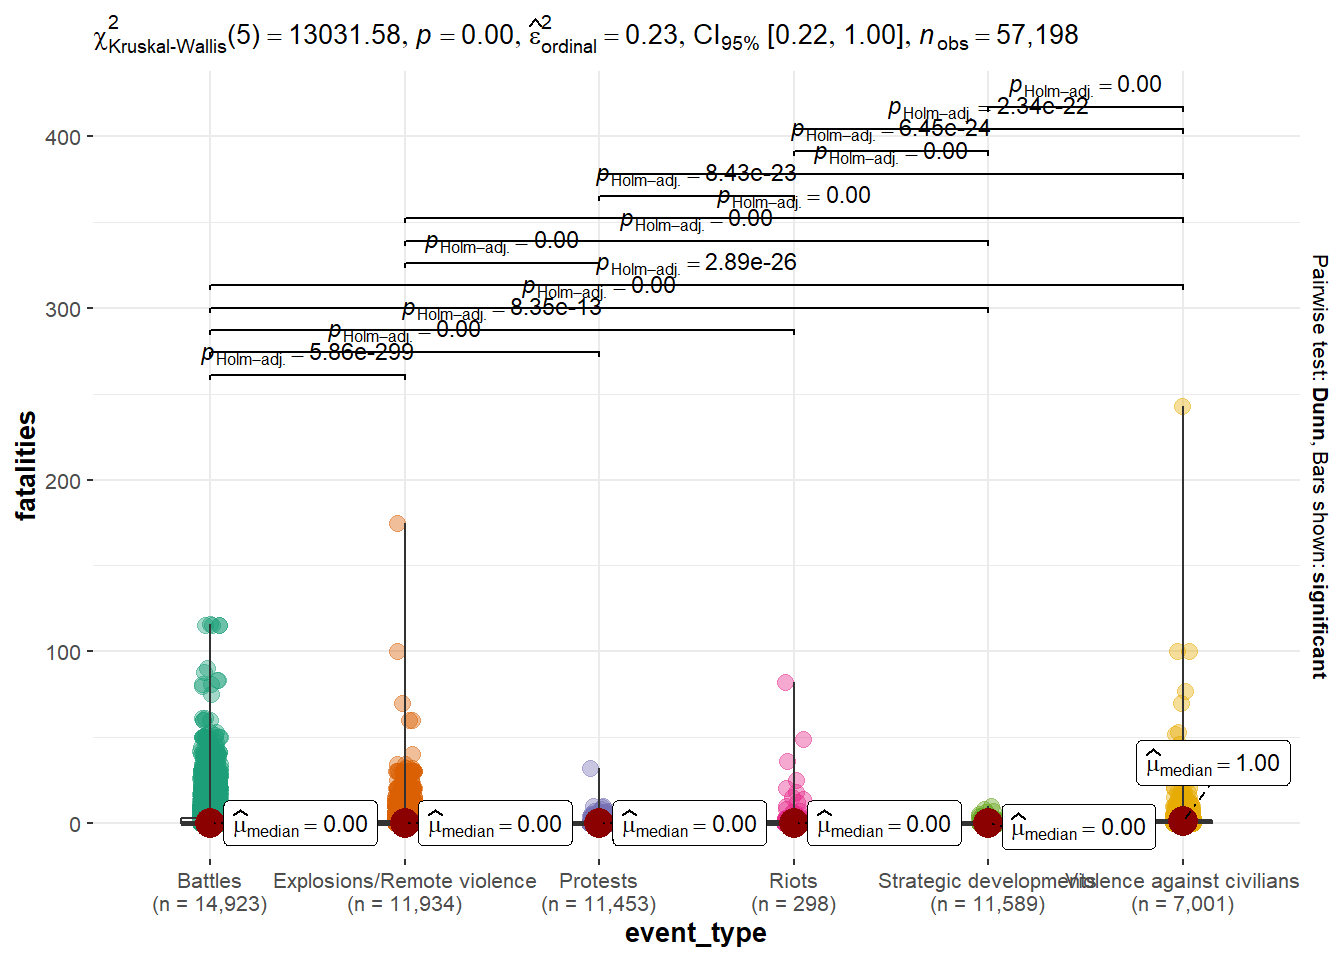 χ²Kruskal-Wallis(5) = 13031.58, p = 0.00, ε̂²ordinal = 0.23, CI95% [0.22, 1.00], nobs = 57,198
pHolm–adj. = 0.00
pHolm–adj. = 2.34e-22
pHolm–adj. = 6.45e-24
pHolm–adj. = 0.00
pHolm–adj. = 8.43e-23
pHolm–adj. = 0.00
pHolm–adj. = 0.00
pHolm–adj. = 0.00
pHolm–adj. = 2.89e-26
pHolm–adj. = 0.00
pHolm–adj. = 8.35e-13
pHolm–adj. = 0.00
pHolm–adj. = 5.86e-299
400
300
200
100
0
fatalities
μ̂median = 0.00
μ̂median = 0.00
μ̂median = 0.00
μ̂median = 0.00
μ̂median = 0.00
μ̂median = 1.00
Battles
(n = 14,923)
Explosions/Remote violence
(n = 11,934)
Protests
(n = 11,453)
Riots
(n = 298)
Strategic developments
(n = 11,589)
Violence against civilians
(n = 7,001)
event_type
Pairwise test: Dunn, Bars shown: significant